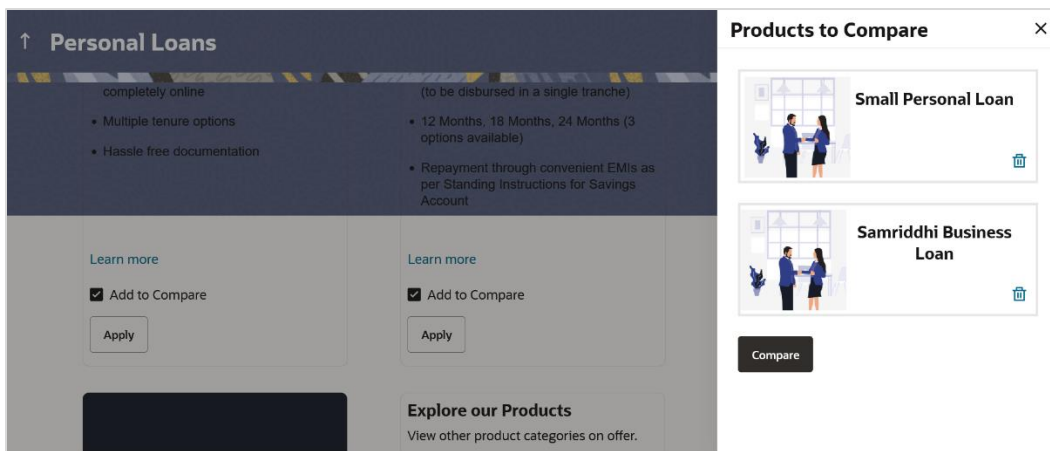 ↑ Personal Loans
completely online
• Multiple tenure options
• Hassle free documentation
Learn more
Add to Compare
Apply
(to be disbursed in a single tranche)
• 12 Months, 18 Months, 24 Months (3
options available)
• Repayment through convenient EMIs as
per Standing Instructions for Savings
Account
Learn more
Add to Compare
Apply
Explore our Products
View other product categories on offer.
Products to Compare
Small Personal Loan
Samriddhi Business
Loan
Compare